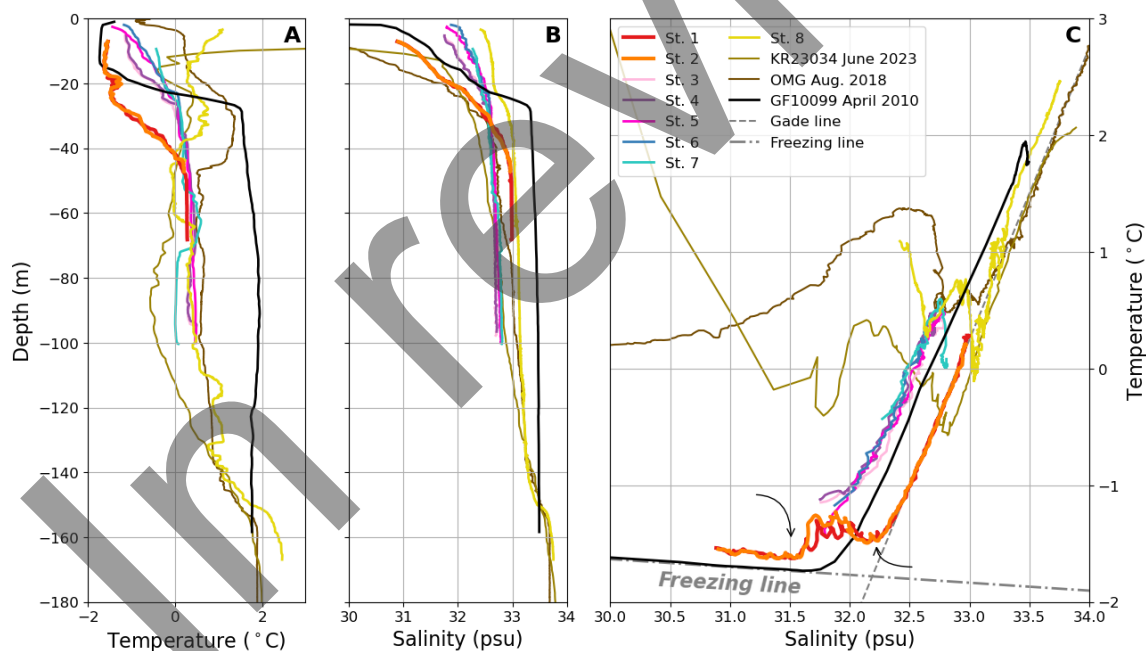 A
B
C
0
−20
−40
−60
−80
−100
−120
−140
−160
−180
Depth (m)
−2
0
2
Temperature (°C)
30
31
32
33
34
Salinity (psu)
St. 1
St. 2
St. 3
St. 4
St. 5
St. 6
St. 7
St. 8
KR23034 June 2023
OMG Aug. 2018
GF10099 April 2010
Gade line
Freezing line
Freezing line
30.0
30.5
31.0
31.5
32.0
32.5
33.0
33.5
34.0
Salinity (psu)
3
2
1
0
−1
−2
Temperature (°C)
In rev